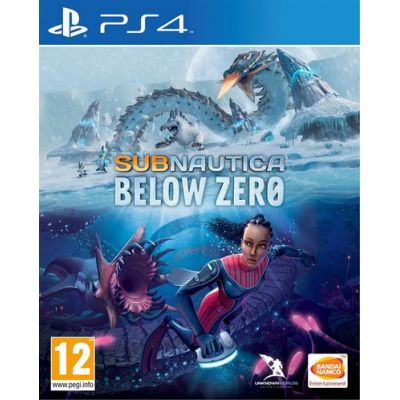 PS4
SUBNAUTICA
BELOW ZERO
12
www.pegi.info
UNKNOWN WORLDS
ENTERTAINMENT
BANDAI
NAMCO
Entertainment